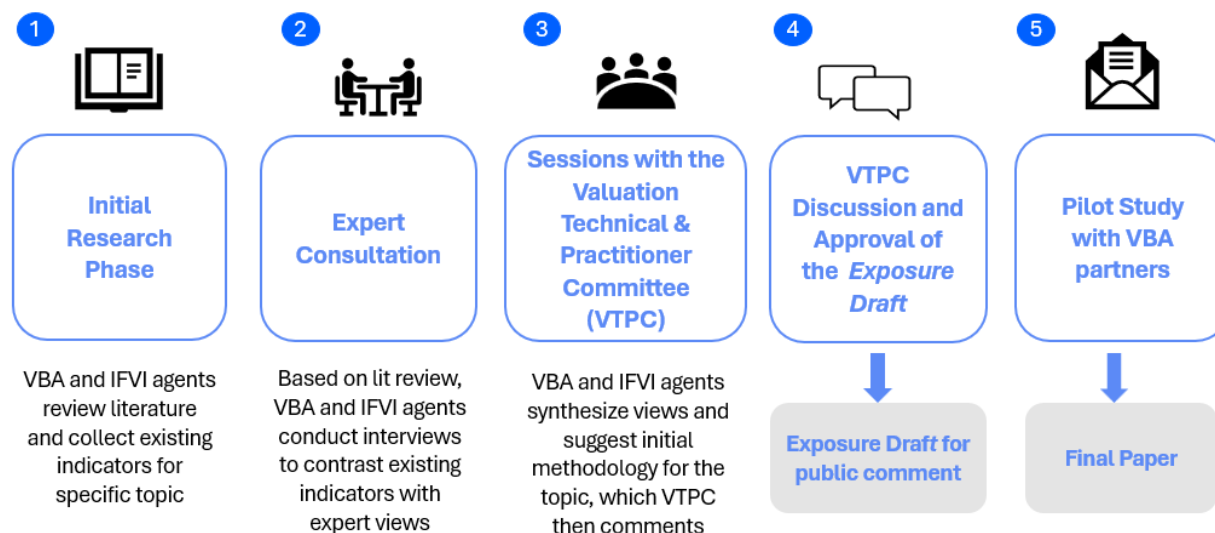 1
2
3
4
5
Initial
Research
Phase
Expert
Consultation
Sessions with the
Valuation
Technical &
Practitioner
Committee
(VTPC)
VTPC
Discussion and
Approval of
the Exposure
Draft
Pilot Study
with VBA
partners
VBA and IFVI agents
review literature
and collect existing
indicators for
specific topic
Based on lit review,
VBA and IFVI agents
conduct interviews
to contrast existing
indicators with
expert views
VBA and IFVI agents
synthesize views and
suggest initial
methodology for the
topic, which VTPC
then comments
Exposure Draft for
public comment
Final Paper